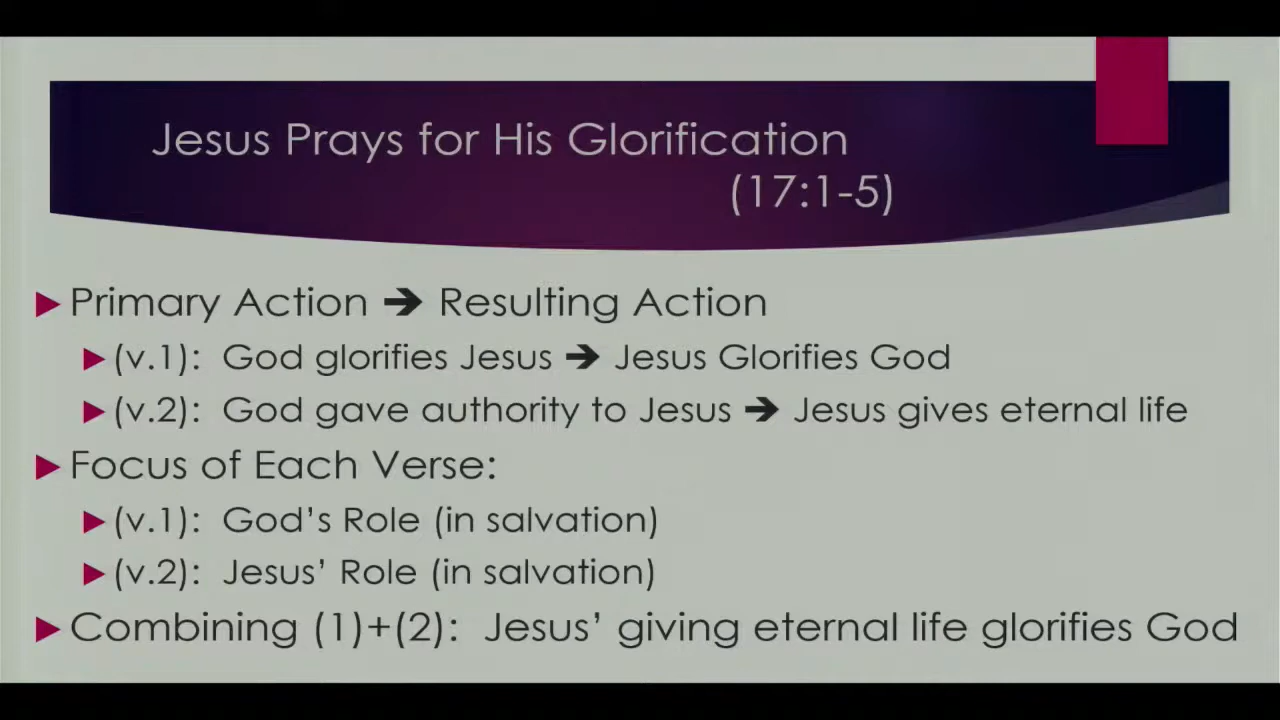 Jesus Prays for His Glorification
(17:1-5)
Primary Action ➔ Resulting Action
(v.1): God glorifies Jesus ➔ Jesus Glorifies God
(v.2): God gave authority to Jesus ➔ Jesus gives eternal life
Focus of Each Verse:
(v.1): God’s Role (in salvation)
(v.2): Jesus’ Role (in salvation)
Combining (1)+(2): Jesus’ giving eternal life glorifies God